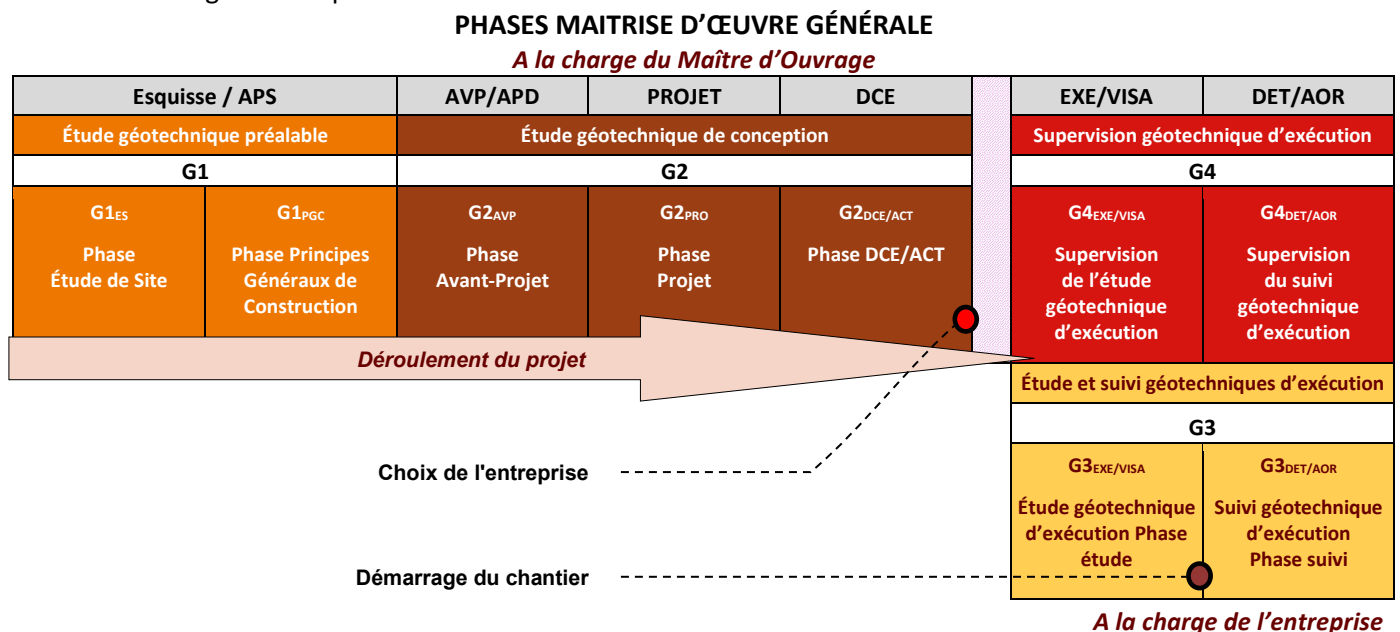 PHASES MAITRISE D'ŒUVRE GÉNÉRALE
A la charge du Maître d'Ouvrage
Esquisse / APS
AVP/APD
PROJET
DCE
EXE/VISA
DET/AOR
Étude géotechnique préalable
Étude géotechnique de conception
Supervision géotechnique d'exécution
G1
G2
G4
G1ES
G1PGC
G2AVP
G2PRO
G2DCE/ACT
G4EXE/VISA
G4DET/AOR
Phase
Étude de Site
Phase Principes
Généraux de
Construction
Phase
Avant-Projet
Phase
Projet
Phase DCE/ACT
Supervision
de l'étude
géotechnique
d'exécution
Supervision
du suivi
géotechnique
d'exécution
Déroulement du projet
Étude et suivi géotechniques d'exécution
G3
Choix de l'entreprise
G3EXE/VISA
G3DET/AOR
Étude géotechnique
d'exécution Phase
étude
Suivi géotechnique
d'exécution
Phase suivi
Démarrage du chantier
A la charge de l'entreprise